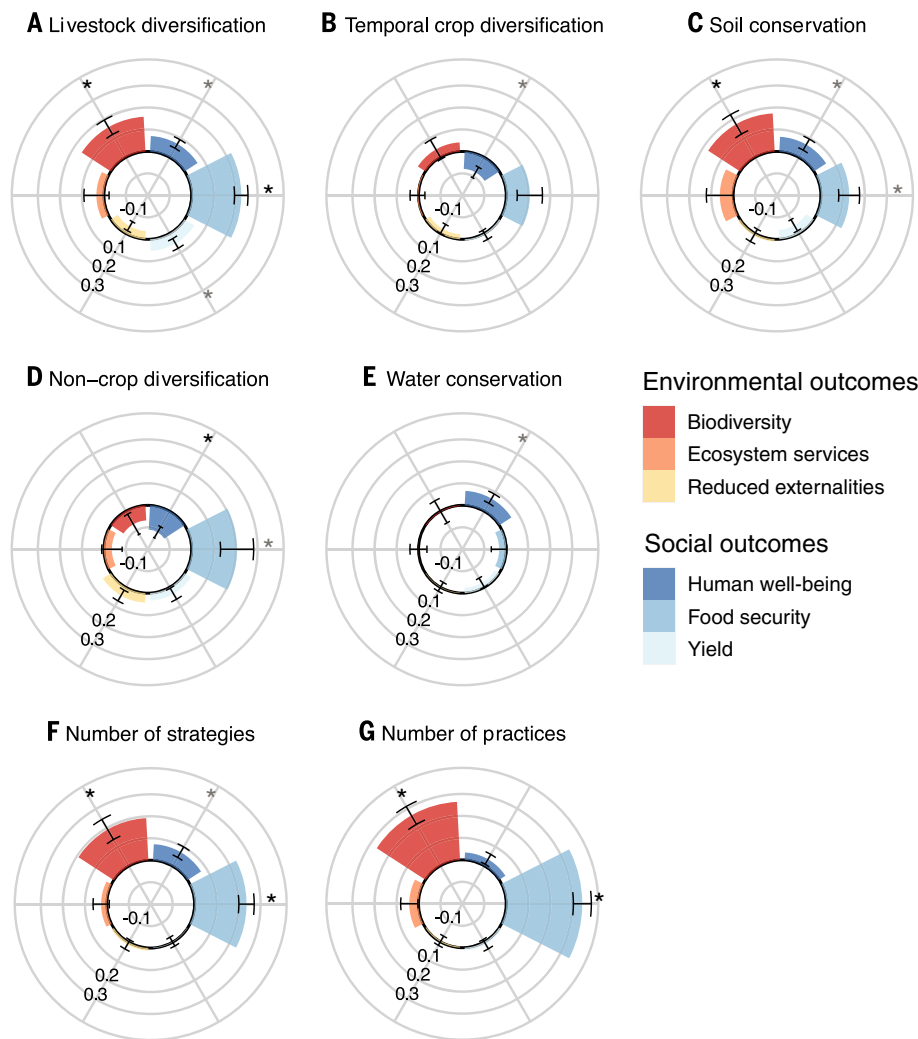 A Livestock diversification
B Temporal crop diversification
C Soil conservation
*
*
*
*
-0.1
0.1
0.2
0.3
*
-0.1
0.1
0.2
0.3
*
*
*
-0.1
0.2
0.3
D Non–crop diversification
E Water conservation
*
*
-0.1
0.2
0.3
*
-0.1
0.1
0.2
0.3
Environmental outcomes
Biodiversity
Ecosystem services
Reduced externalities
Social outcomes
Human well-being
Food security
Yield
F Number of strategies
G Number of practices
*
*
*
-0.1
0.2
0.3
*
*
-0.1
0.1
0.2
0.3